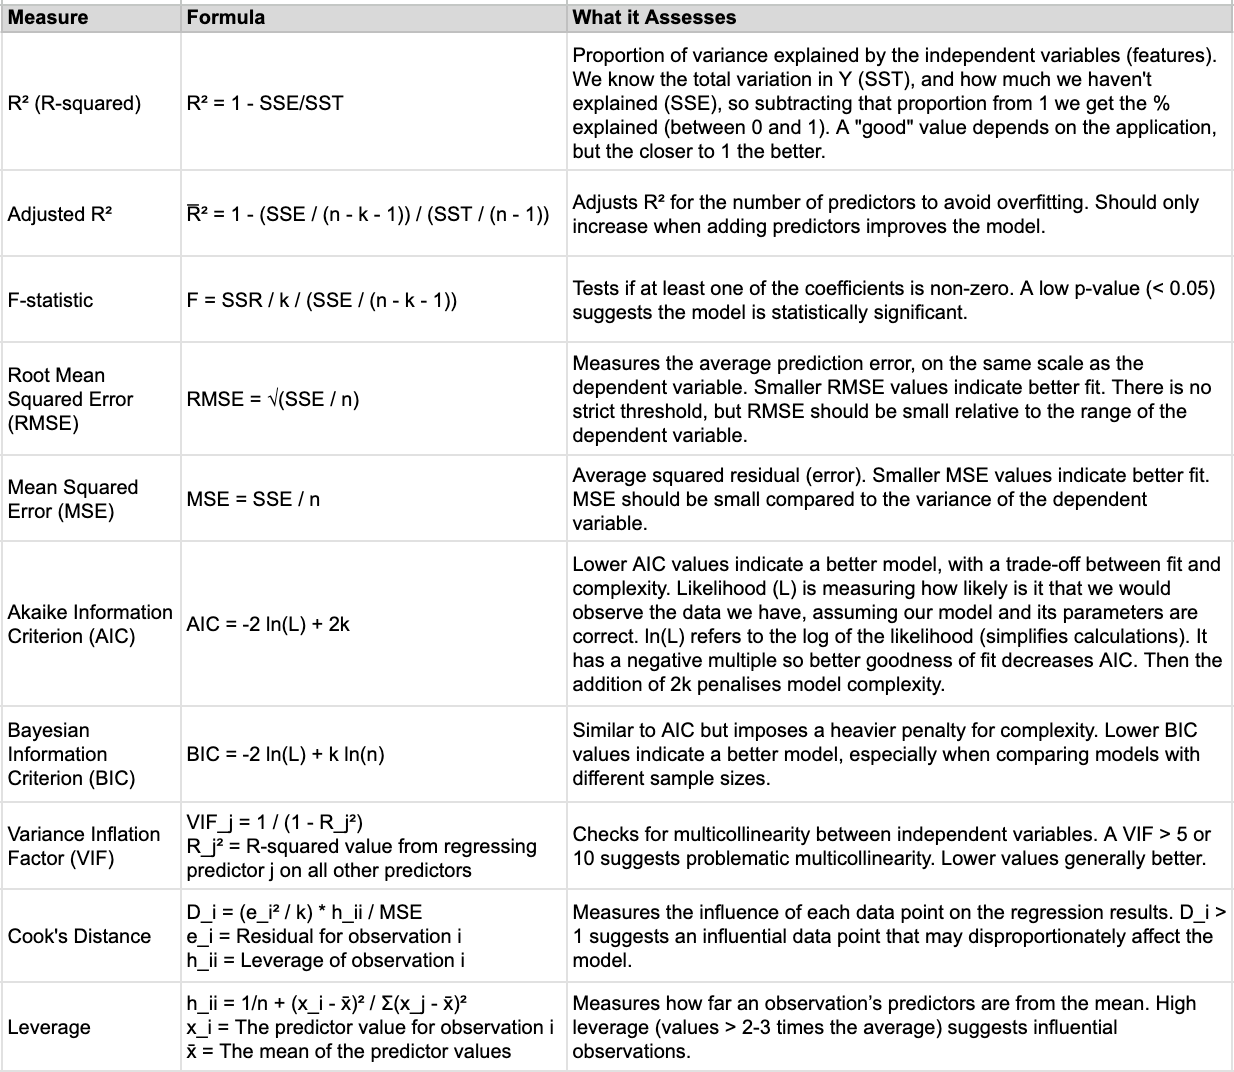 Measure
Formula
What it Assesses
R² (R-squared)
R² = 1 - SSE/SST
Proportion of variance explained by the independent variables (features).
We know the total variation in Y (SST), and how much we haven't
explained (SSE), so subtracting that proportion from 1 we get the %
explained (between 0 and 1). A "good" value depends on the application,
but the closer to 1 the better.
Adjusted R²
R̅² = 1 - (SSE / (n - k - 1)) / (SST / (n - 1))
Adjusts R² for the number of predictors to avoid overfitting. Should only
increase when adding predictors improves the model.
F-statistic
F = SSR / k / (SSE / (n - k - 1))
Tests if at least one of the coefficients is non-zero. A low p-value (< 0.05)
suggests the model is statistically significant.
Root Mean
Squared Error
(RMSE)
RMSE = √(SSE / n)
Measures the average prediction error, on the same scale as the
dependent variable. Smaller RMSE values indicate better fit. There is no
strict threshold, but RMSE should be small relative to the range of the
dependent variable.
Mean Squared
Error (MSE)
MSE = SSE / n
Average squared residual (error). Smaller MSE values indicate better fit.
MSE should be small compared to the variance of the dependent
variable.
Akaike Information
Criterion (AIC)
AIC = -2 ln(L) + 2k
Lower AIC values indicate a better model, with a trade-off between fit and
complexity. Likelihood (L) is measuring how likely is it that we would
observe the data we have, assuming our model and its parameters are
correct. ln(L) refers to the log of the likelihood (simplifies calculations). It
has a negative multiple so better goodness of fit decreases AIC. Then the
addition of 2k penalises model complexity.
Bayesian
Information
Criterion (BIC)
BIC = -2 ln(L) + k ln(n)
Similar to AIC but imposes a heavier penalty for complexity. Lower BIC
values indicate a better model, especially when comparing models with
different sample sizes.
Variance Inflation
Factor (VIF)
VIF_j = 1 / (1 - R_j²)
R_j² = R-squared value from regressing
predictor j on all other predictors
Checks for multicollinearity between independent variables. A VIF > 5 or
10 suggests problematic multicollinearity. Lower values generally better.
Cook's Distance
D_i = (e_i² / k) * h_ii / MSE
e_i = Residual for observation i
h_ii = Leverage of observation i
Measures the influence of each data point on the regression results. D_i >
1 suggests an influential data point that may disproportionately affect the
model.
Leverage
h_ii = 1/n + (x_i - x̄)² / Σ(x_j - x̄)²
x_i = The predictor value for observation i
x̄ = The mean of the predictor values
Measures how far an observation’s predictors are from the mean. High
leverage (values > 2-3 times the average) suggests influential
observations.